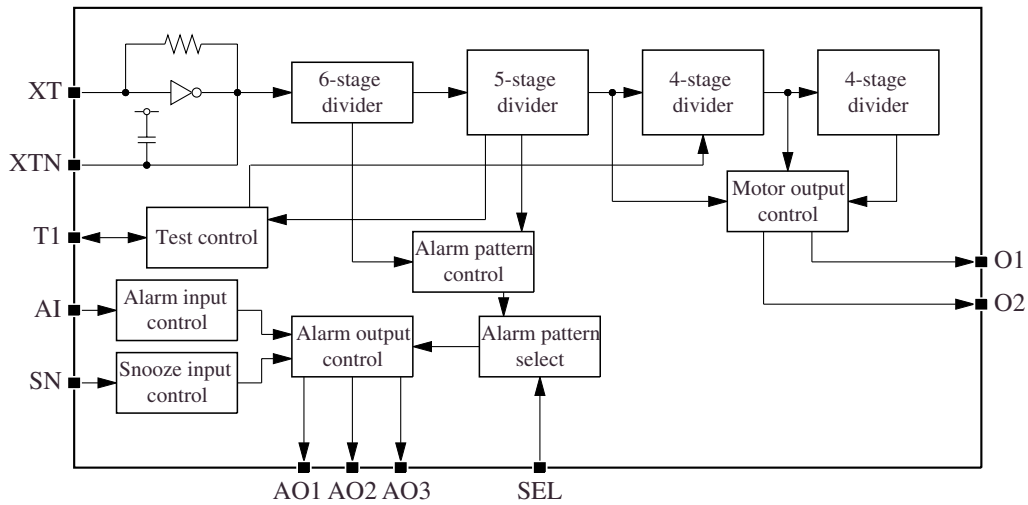 XT
XTN
T1
AI
SN
6-stage
divider
5-stage
divider
4-stage
divider
4-stage
divider
Motor output
control
Test control
Alarm pattern
control
Alarm input
control
Alarm output
control
Alarm pattern
select
Snooze input
control
O1
O2
AO1 AO2 AO3
SEL